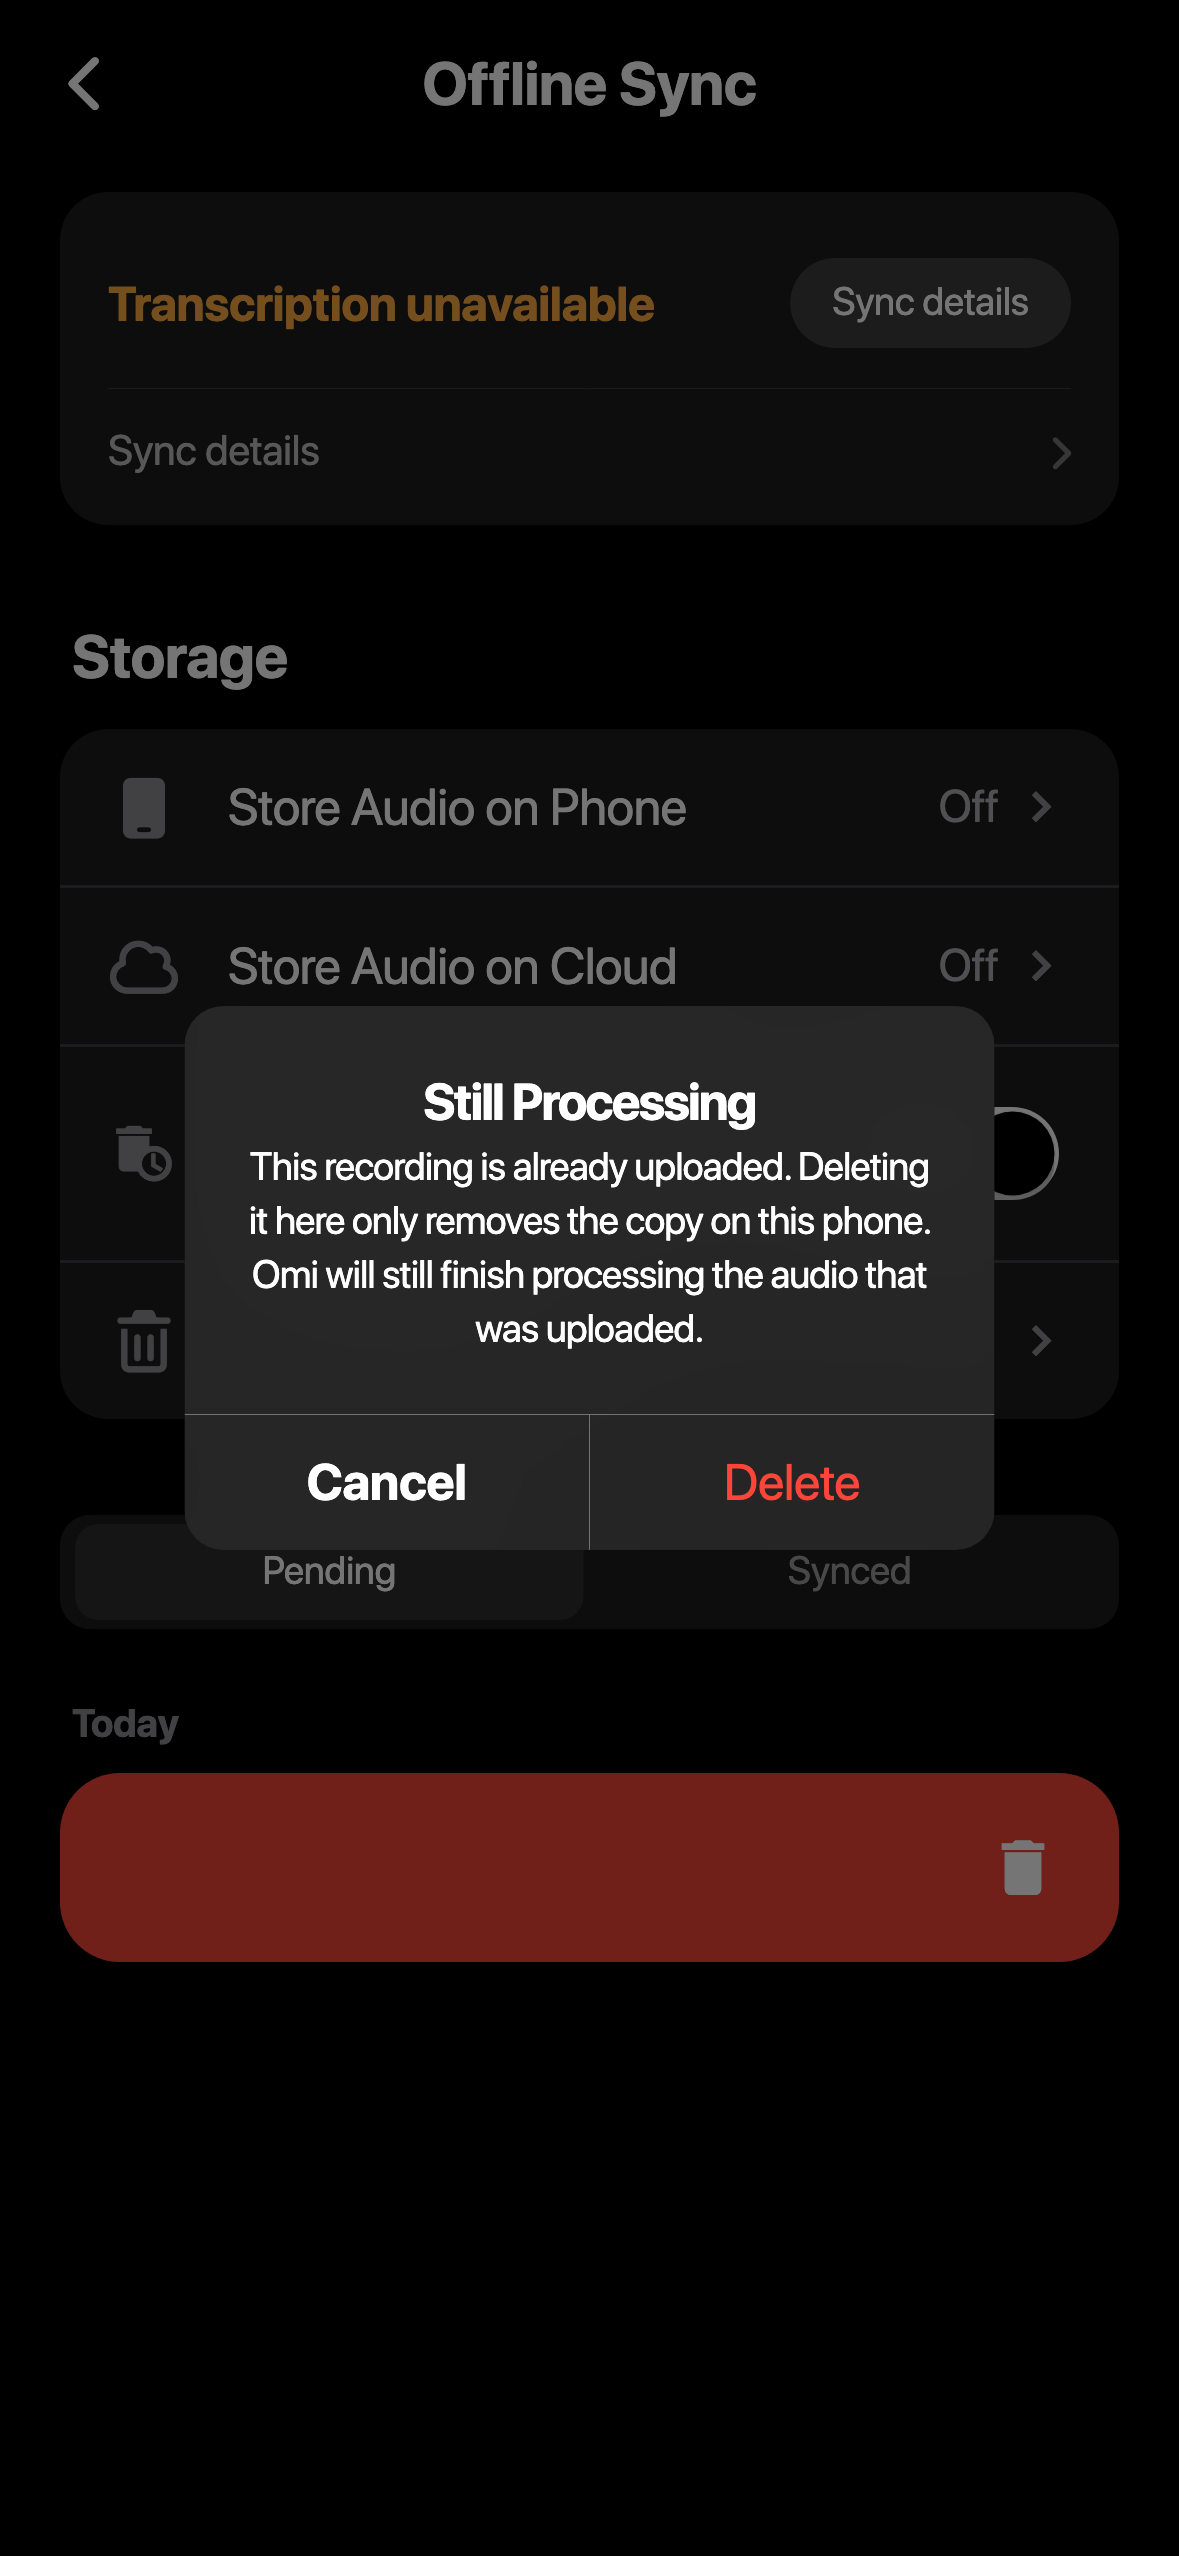 Offline Sync
Transcription unavailable
Sync details
Sync details
Storage
Store Audio on Phone
Off
Store Audio on Cloud
Off
Still Processing
This recording is already uploaded. Deleting
it here only removes the copy on this phone.
Omi will still finish processing the audio that
was uploaded.
Cancel
Delete
Pending
Synced
Today